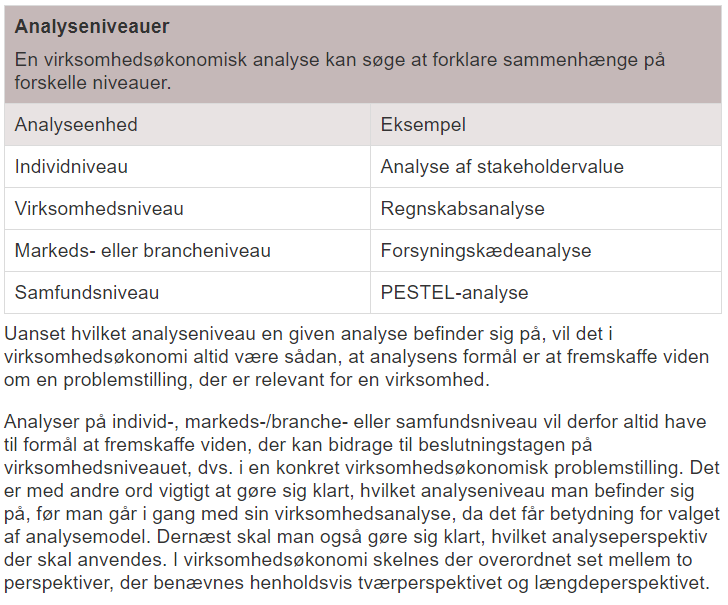 Analyseniveauer
En virksomhedsøkonomisk analyse kan søge at forklare sammenhænge på
forskelle niveauer.
Analyseenhed Eksempel
Individniveau Analyse af stakeholdervalue
Virksomhedsniveau Regnskabsanalyse
Markeds- eller brancheniveau Forsyningskædeanalyse
Samfundsniveau PESTEL-analyse
Uanset hvilket analyseniveau en given analyse befinder sig på, vil det i
virksomhedsøkonomi altid være sådan, at analysens formål er at fremskaffe viden
om en problemstilling, der er relevant for en virksomhed.
Analyser på individ-, markeds-/branche- eller samfundsniveau vil derfor altid have
til formål at fremskaffe viden, der kan bidrage til beslutningstagen på
virksomhedsniveauet, dvs. i en konkret virksomhedsøkonomisk problemstilling. Det
er med andre ord vigtigt at gøre sig klart, hvilket analyseniveau man befinder sig
på, før man går i gang med sin virksomhedsanalyse, da det får betydning for valget
af analysemodel. Dernæst skal man også gøre sig klart, hvilket analyseperspektiv
der skal anvendes. I virksomhedsøkonomi skelnes der overordnet set mellem to
perspektiver, der benævnes henholdsvis tværperspektivet og længdeperspektivet.